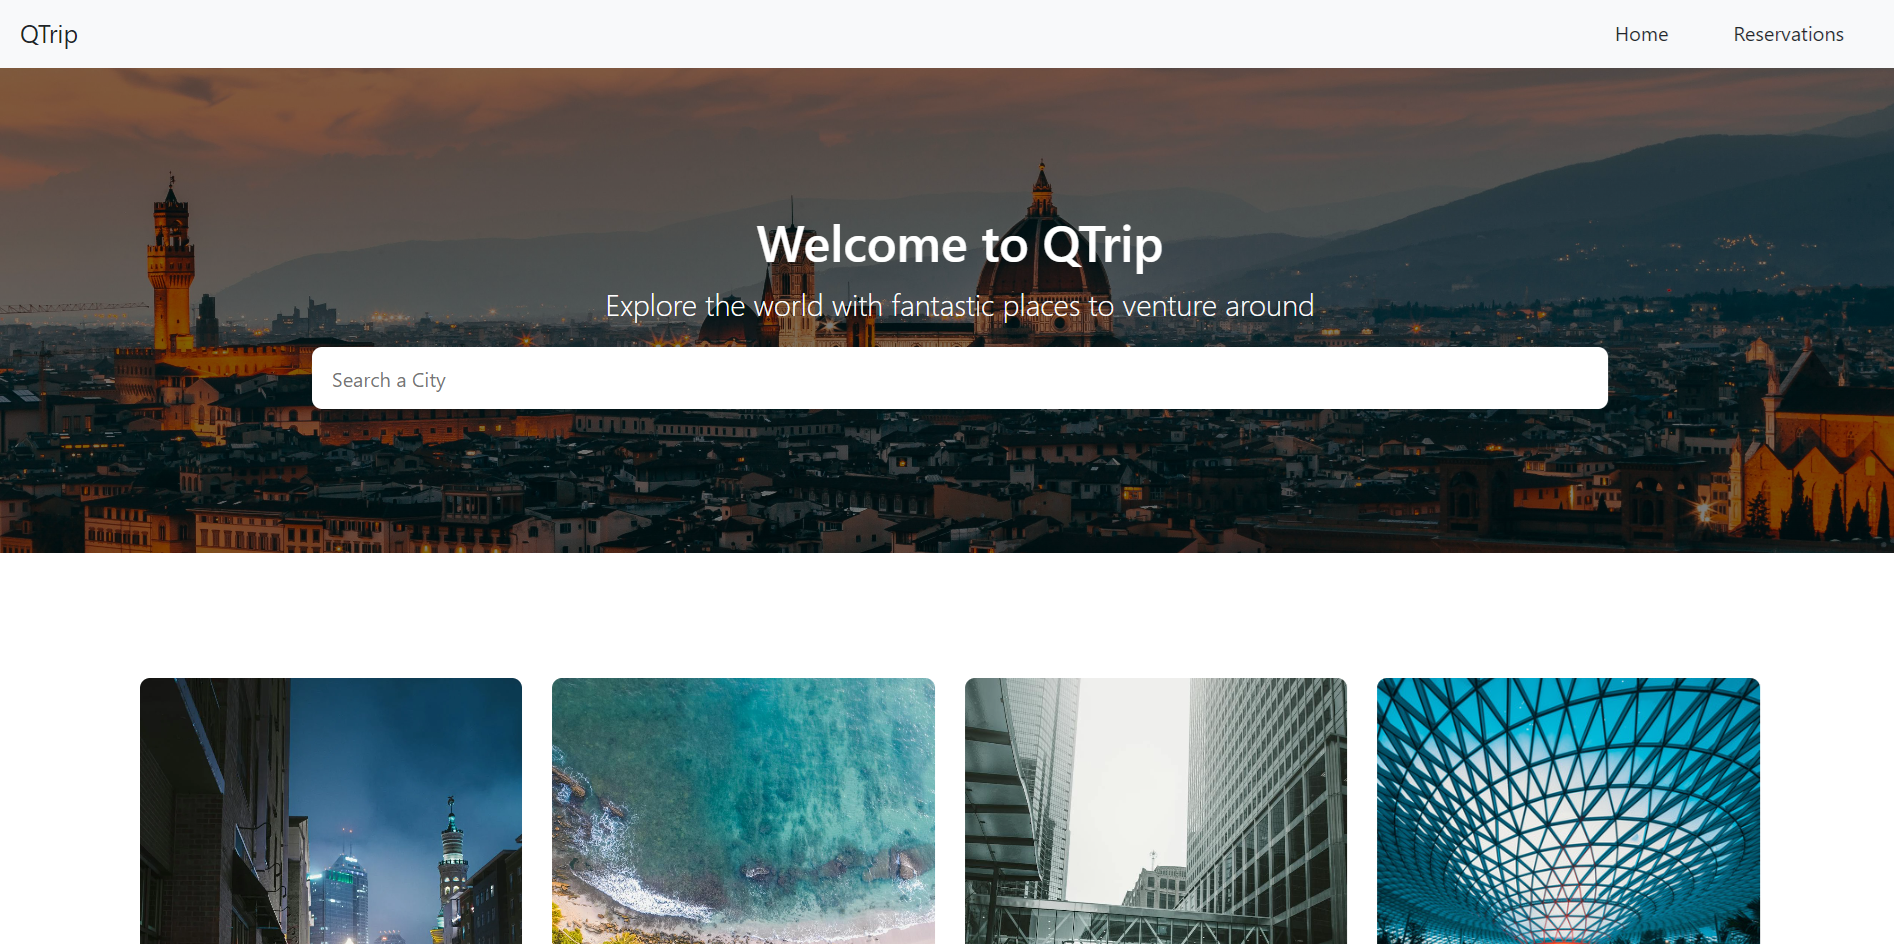 QTrip
Home
Reservations
Welcome to QTrip
Explore the world with fantastic places to venture around
Search a City